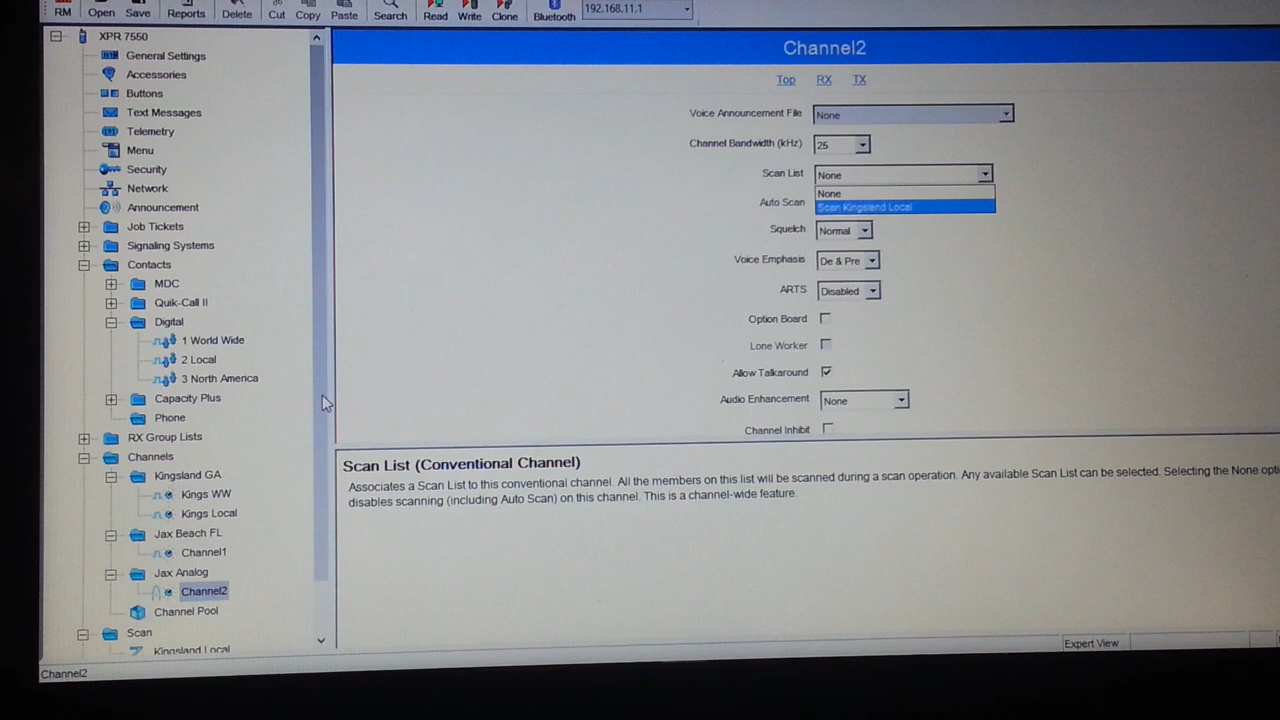 RM Open Save Reports Delete Cut Copy Paste Search Read Write Clone Bluetooth 192.168.11.1
XPR 7550
General Settings
Accessories
Buttons
Text Messages
Telemetry
Menu
Security
Network
Announcement
Job Tickets
Signaling Systems
Contacts
MDC
Quik-Call II
Digital
1 World Wide
2 Local
3 North America
Capacity Plus
Phone
RX Group Lists
Channels
Kingsland GA
Kings WW
Kings Local
Jax Beach FL
Channel1
Jax Analog
Channel2
Channel Pool
Scan
Kingsland Local
Channel2
Top RX TX
Voice Announcement File None
Channel Bandwidth (kHz) 25
Scan List None
None
Scan Kingsland Local
Auto Scan
Squelch Normal
Voice Emphasis De & Pre
ARTS Disabled
Option Board
Lone Worker
Allow Talkaround
Audio Enhancement None
Channel Inhibit
Scan List (Conventional Channel)
Associates a Scan List to this conventional channel. All the members on this list will be scanned during a scan operation. Any available Scan List can be selected. Selecting the None opti
disables scanning (including Auto Scan) on this channel. This is a channel-wide feature.
Expert View
Channel2